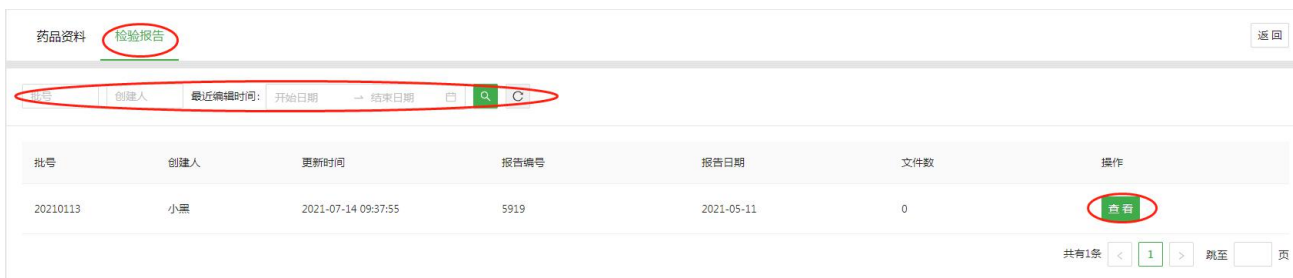 药品资料 检验报告 返回
批号 创建人 最近编辑时间: 开始日期 → 结束日期
批号 创建人 更新时间 报告编号 报告日期 文件数 操作
20210113 小黑 2021-07-14 09:37:55 5919 2021-05-11 0 查看
共有1条 < 1 > 跳至 页